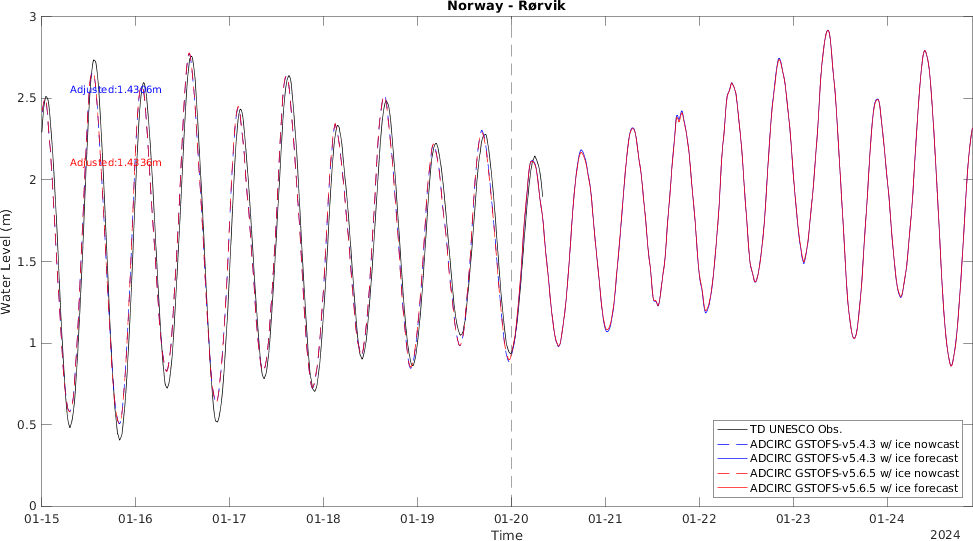 Norway - Rørvik
3
2.5
2
1.5
1
0.5
0
Water Level (m)
Adjusted:1.4306m
Adjusted:1.4336m
TD UNESCO Obs.
ADCIRC GSTOFS-v5.4.3 w/ ice nowcast
ADCIRC GSTOFS-v5.4.3 w/ ice forecast
ADCIRC GSTOFS-v5.6.5 w/ ice nowcast
ADCIRC GSTOFS-v5.6.5 w/ ice forecast
01-15 01-16 01-17 01-18 01-19 01-20 01-21 01-22 01-23 01-24
Time
2024